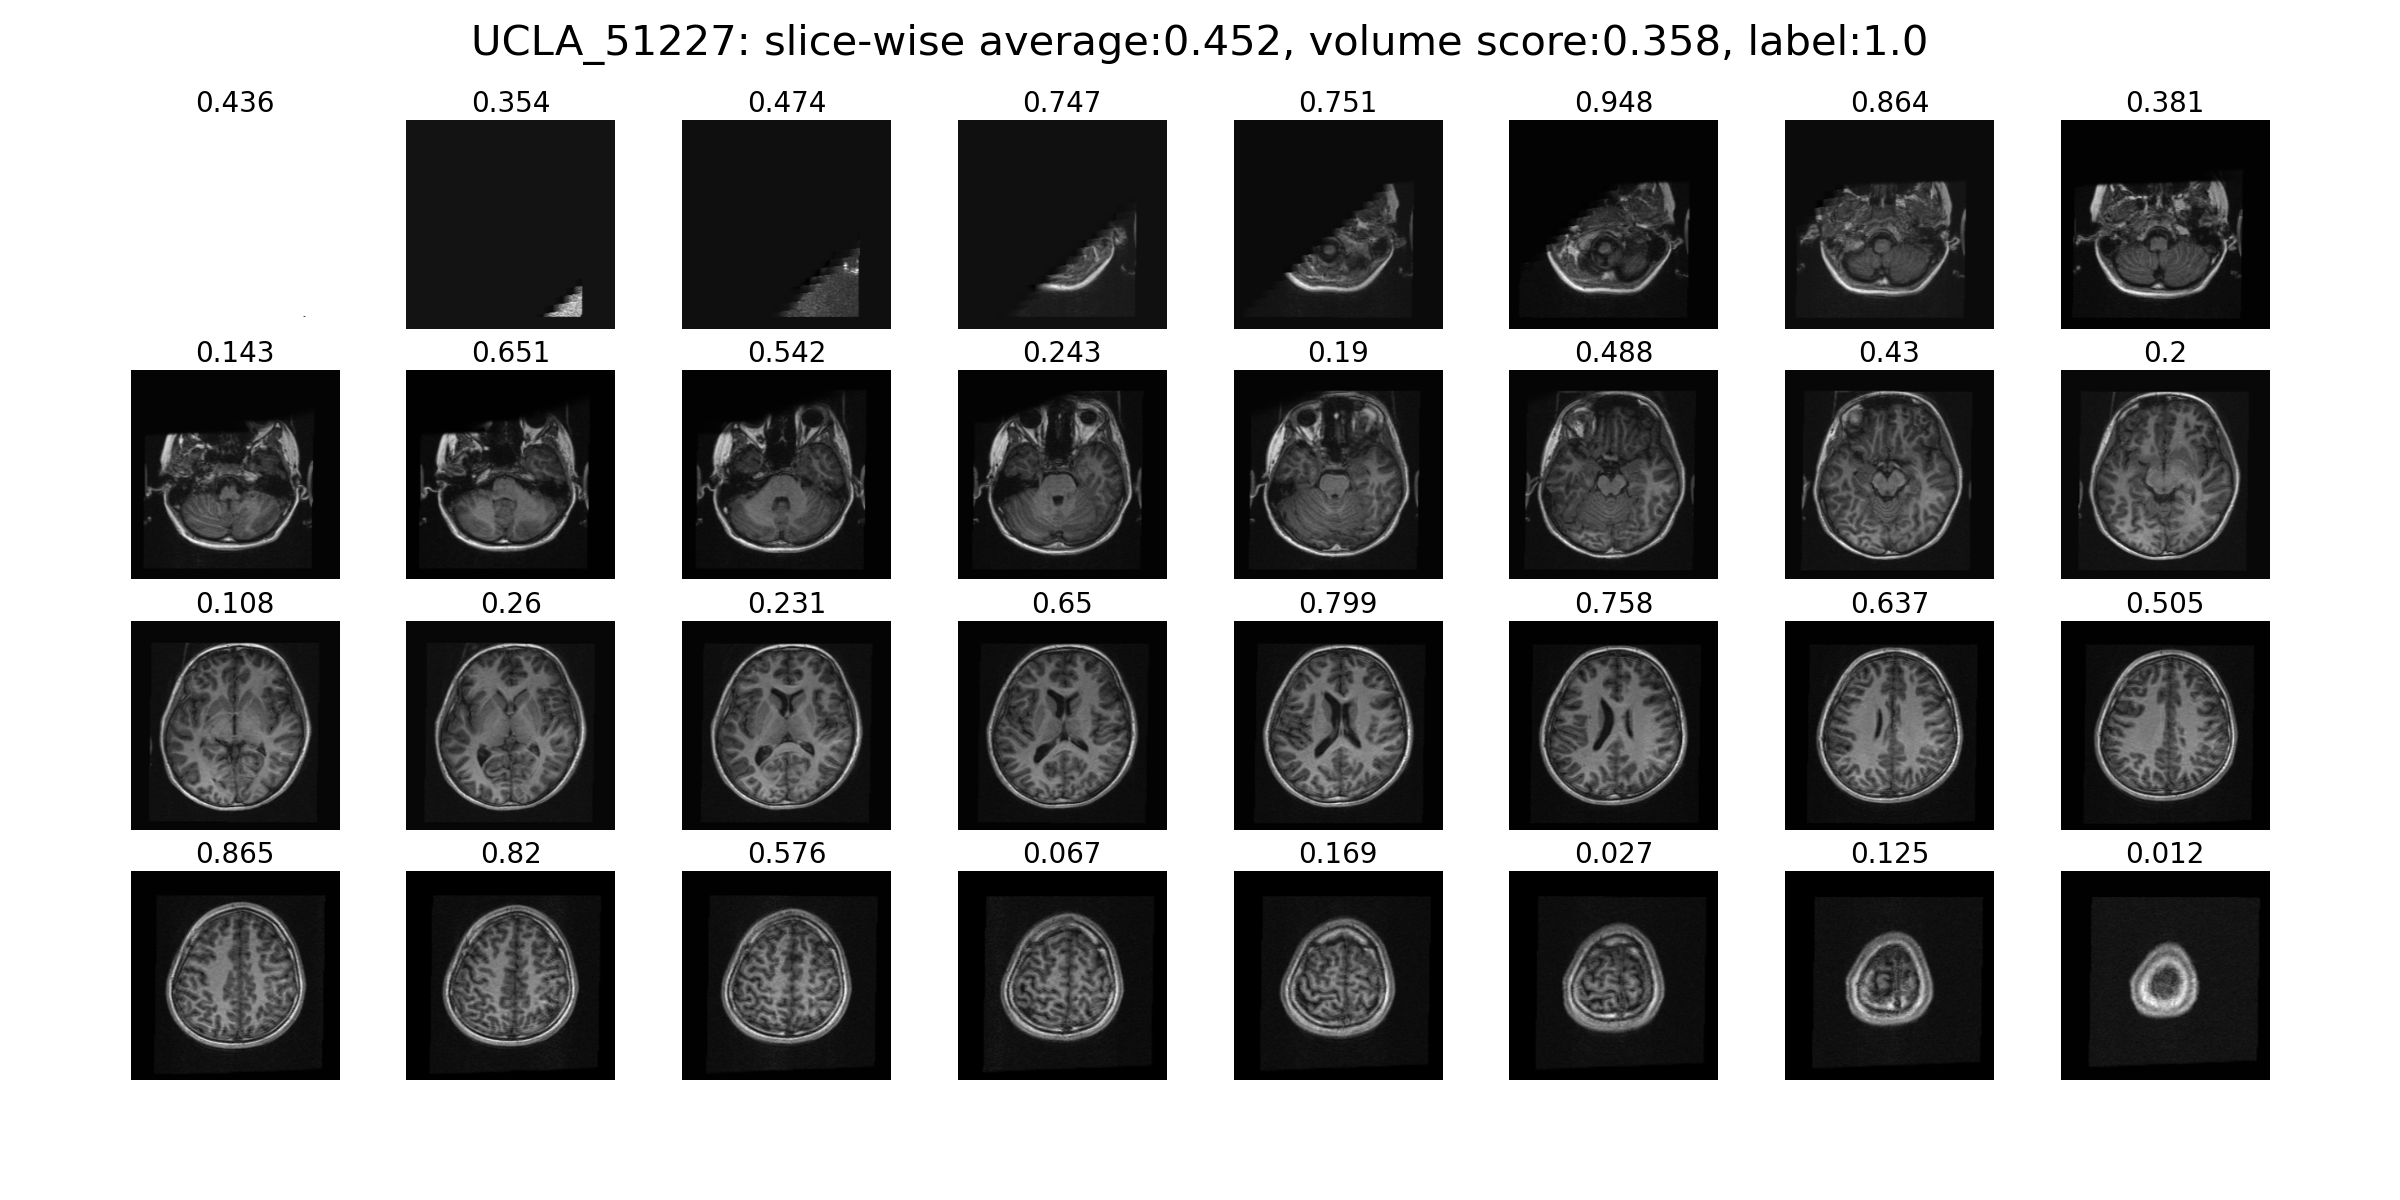 UCLA_51227: slice-wise average:0.452, volume score:0.358, label:1.0
0.436 0.354 0.474 0.747 0.751 0.948 0.864 0.381
0.143 0.651 0.542 0.243 0.19 0.488 0.43 0.2
0.108 0.26 0.231 0.65 0.799 0.758 0.637 0.505
0.865 0.82 0.576 0.067 0.169 0.027 0.125 0.012